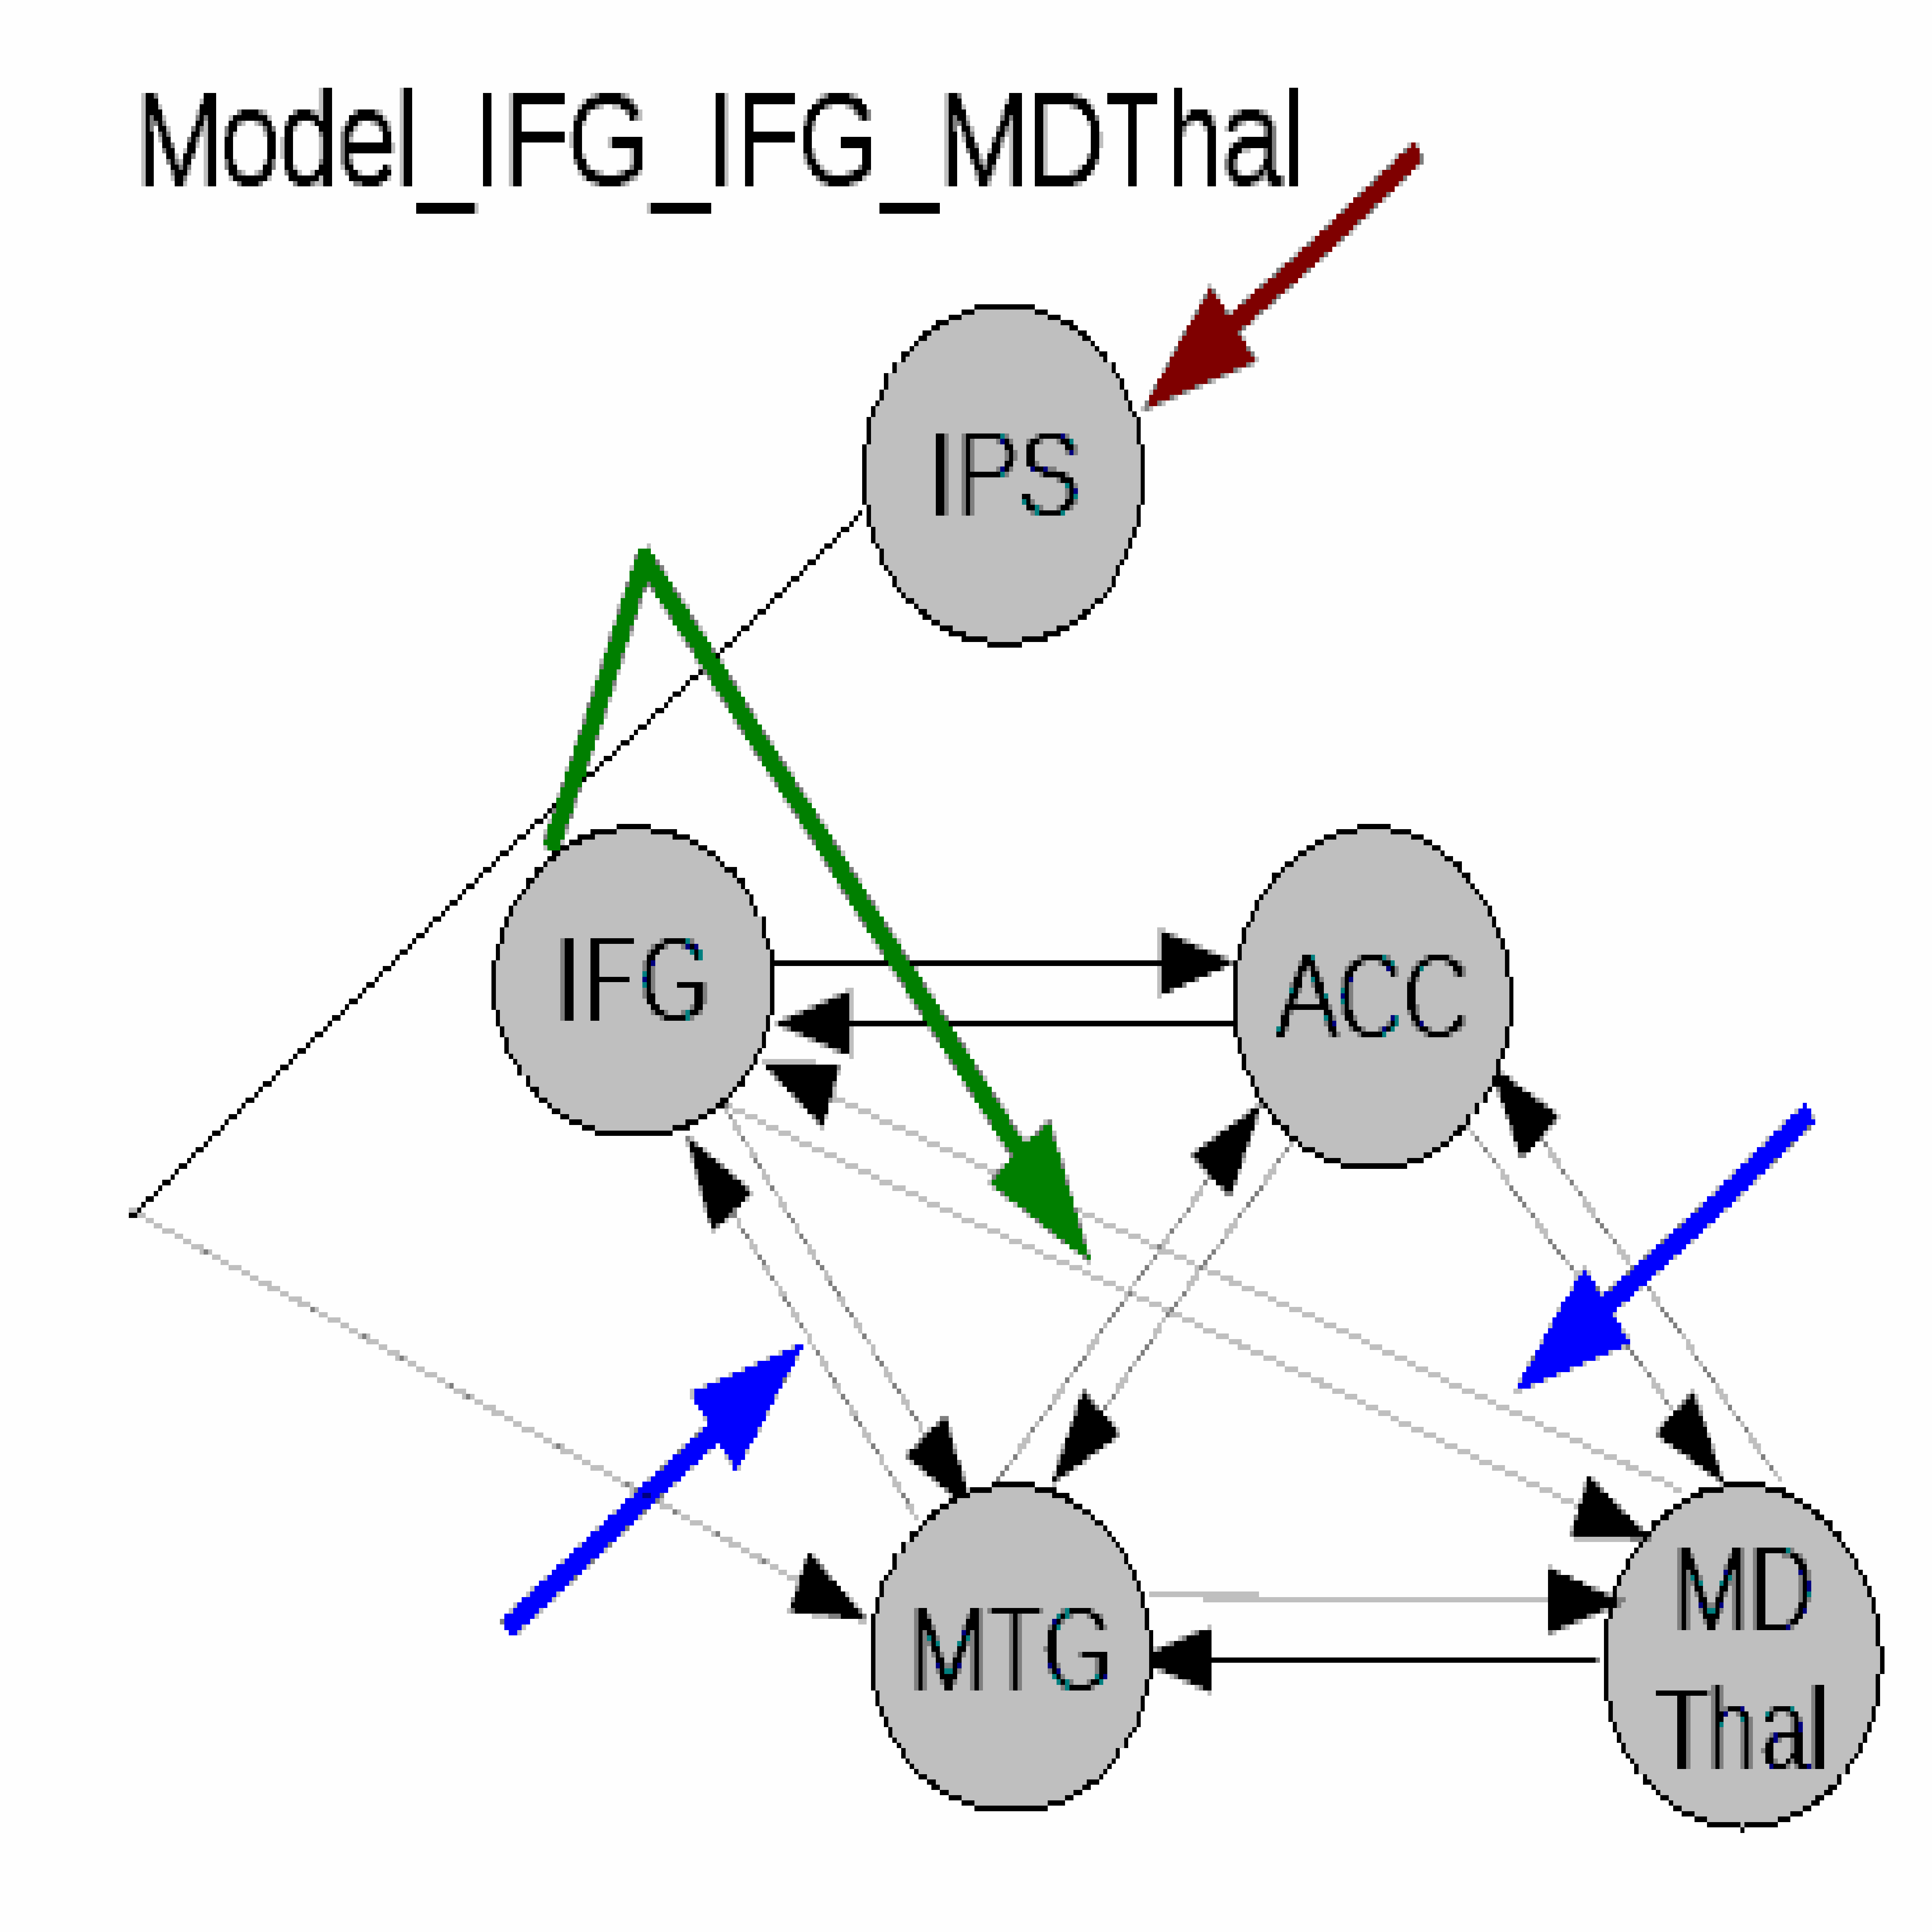 Model_IFG_IFG_MDThal
IPS
IFG
ACC
MTG
MD
Thal